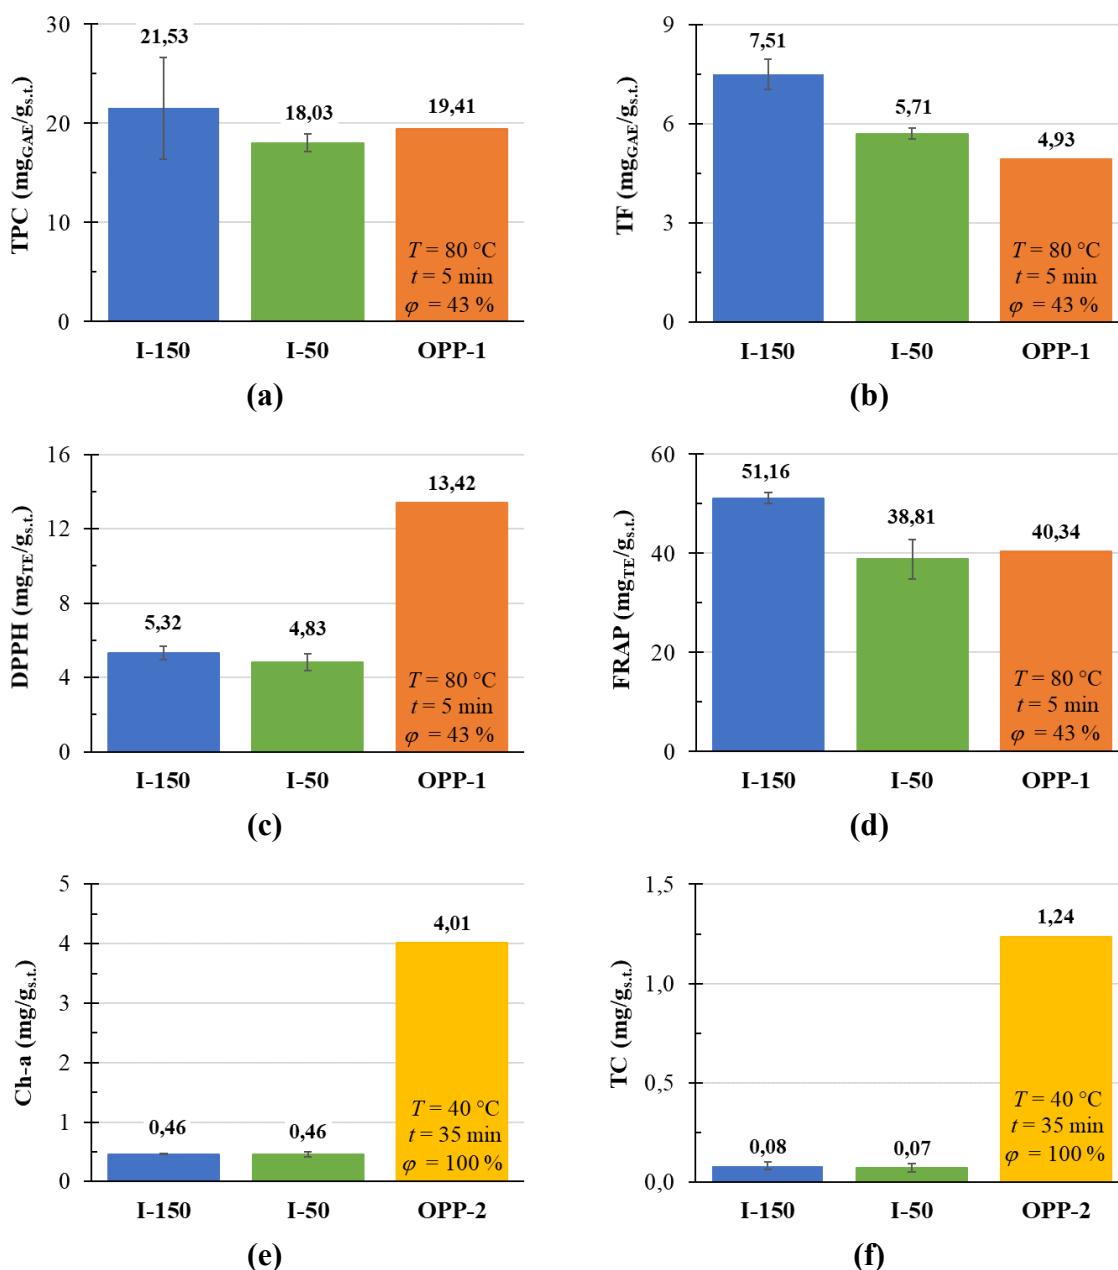 TPC (mgGAE/gs.t.)
30
20
10
0
21,53
18,03
19,41
T = 80 °C
t = 5 min
φ = 43 %
I-150 I-50 OPP-1
(a)
TF (mgGAE/gs.t.)
9
6
3
0
7,51
5,71
4,93
T = 80 °C
t = 5 min
φ = 43 %
I-150 I-50 OPP-1
(b)
DPPH (mgTE/gs.t.)
16
12
8
4
0
5,32
4,83
13,42
T = 80 °C
t = 5 min
φ = 43 %
I-150 I-50 OPP-1
(c)
FRAP (mgTE/gs.t.)
60
40
20
0
51,16
38,81
40,34
T = 80 °C
t = 5 min
φ = 43 %
I-150 I-50 OPP-1
(d)
Ch-a (mg/gs.t.)
5
4
3
2
1
0
0,46
0,46
4,01
T = 40 °C
t = 35 min
φ = 100 %
I-150 I-50 OPP-2
(e)
TC (mg/gs.t.)
1,5
1,0
0,5
0,0
0,08
0,07
1,24
T = 40 °C
t = 35 min
φ = 100 %
I-150 I-50 OPP-2
(f)